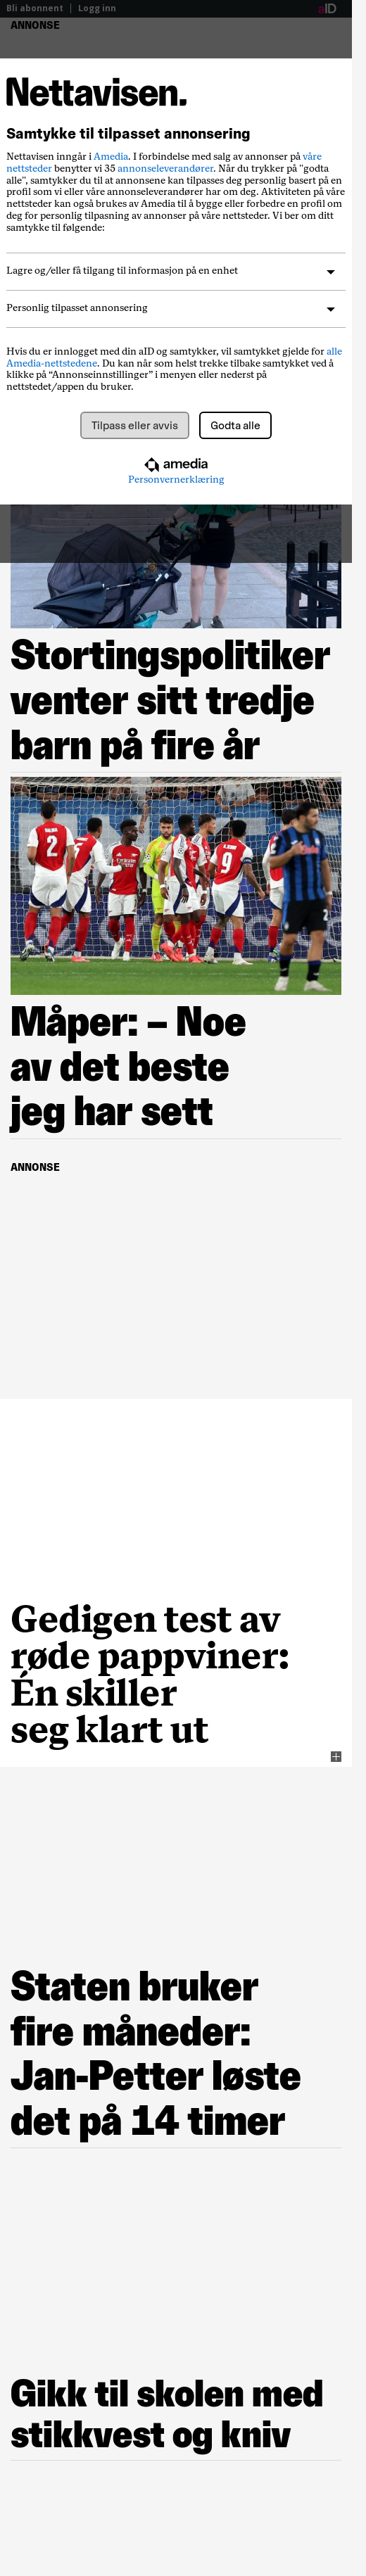 Bli abonnent | Logg inn
aID
ANNONSE
Nettavisen.
Samtykke til tilpasset annonsering
Nettavisen inngår i Amedia. I forbindelse med salg av annonser på våre
nettsteder benytter vi 35 annonseleverandører. Når du trykker på "godta
alle", samtykker du til at annonsene kan tilpasses deg personlig basert på en
profil som vi eller våre annonseleverandører har om deg. Aktiviteten på våre
nettsteder kan også brukes av Amedia til å bygge eller forbedre en profil om
deg for personlig tilpasning av annonser på våre nettsteder. Vi ber om ditt
samtykke til følgende:
Lagre og/eller få tilgang til informasjon på en enhet
Personlig tilpasset annonsering
Hvis du er innlogget med din aID og samtykker, vil samtykket gjelde for alle
Amedia-nettstedene. Du kan når som helst trekke tilbake samtykket ved å
klikke på “Annonseinnstillinger” i menyen eller nederst på
nettstedet/appen du bruker.
Tilpass eller avvis
Godta alle
amedia
Personvernerklæring
Stortingspolitiker
venter sitt tredje
barn på fire år
2
9
Måper: – Noe
av det beste
jeg har sett
ANNONSE
Gedigen test av
røde pappviner:
Én skiller
seg klart ut
Staten bruker
fire måneder:
Jan-Petter løste
det på 14 timer
Gikk til skolen med
stikkvest og kniv